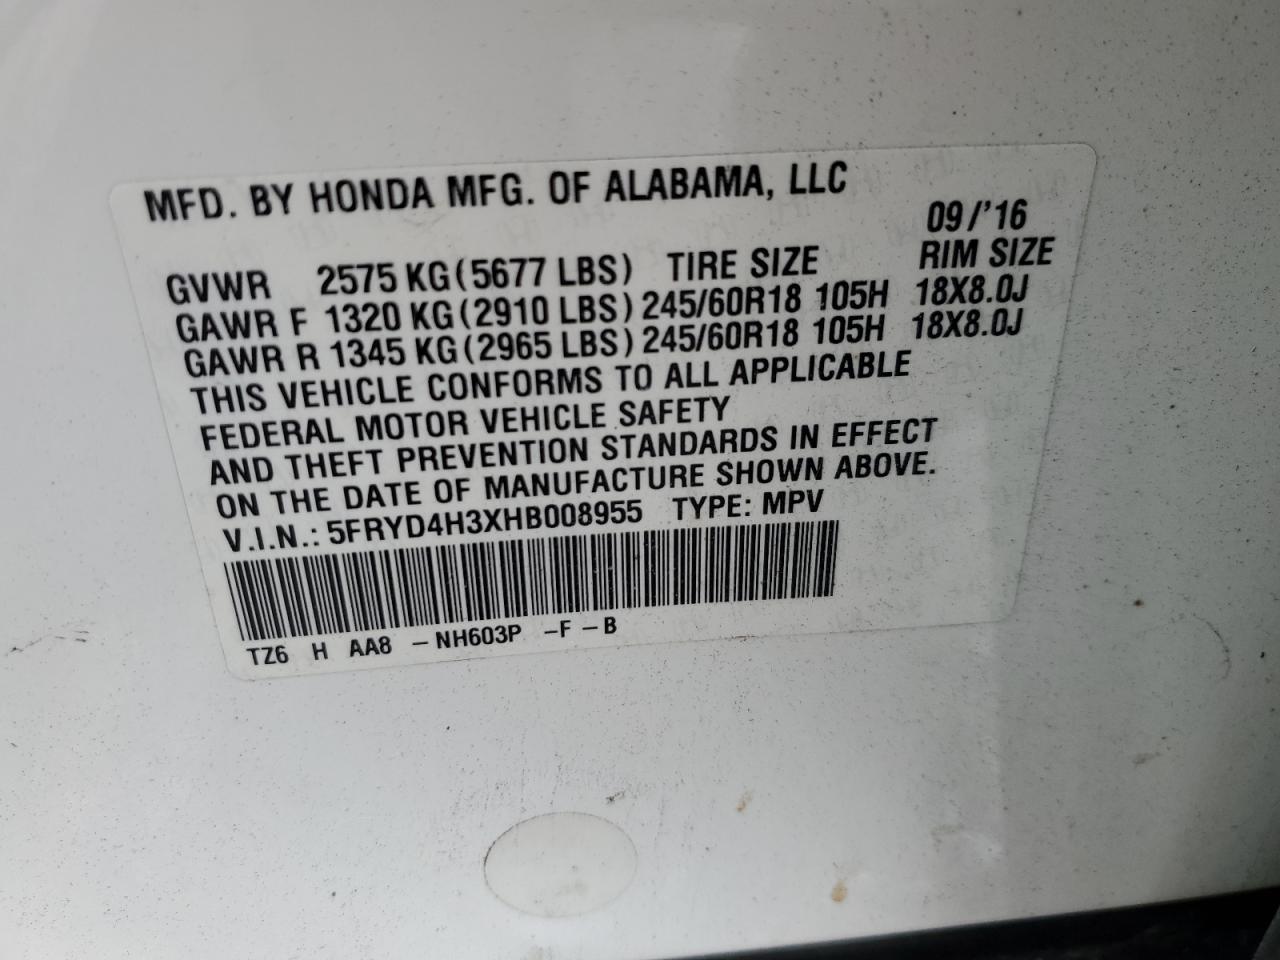 MFD. BY HONDA MFG. OF ALABAMA, LLC
09/'16
GVWR 2575 KG(5677 LBS) TIRE SIZE RIM SIZE
GAWR F 1320 KG(2910 LBS) 245/60R18 105H 18X8.0J
GAWR R 1345 KG(2965 LBS) 245/60R18 105H 18X8.0J
THIS VEHICLE CONFORMS TO ALL APPLICABLE
FEDERAL MOTOR VEHICLE SAFETY
AND THEFT PREVENTION STANDARDS IN EFFECT
ON THE DATE OF MANUFACTURE SHOWN ABOVE.
V.I.N.: 5FRYD4H3XHB008955 TYPE: MPV
TZ6 H AA8 -NH603P -F -B